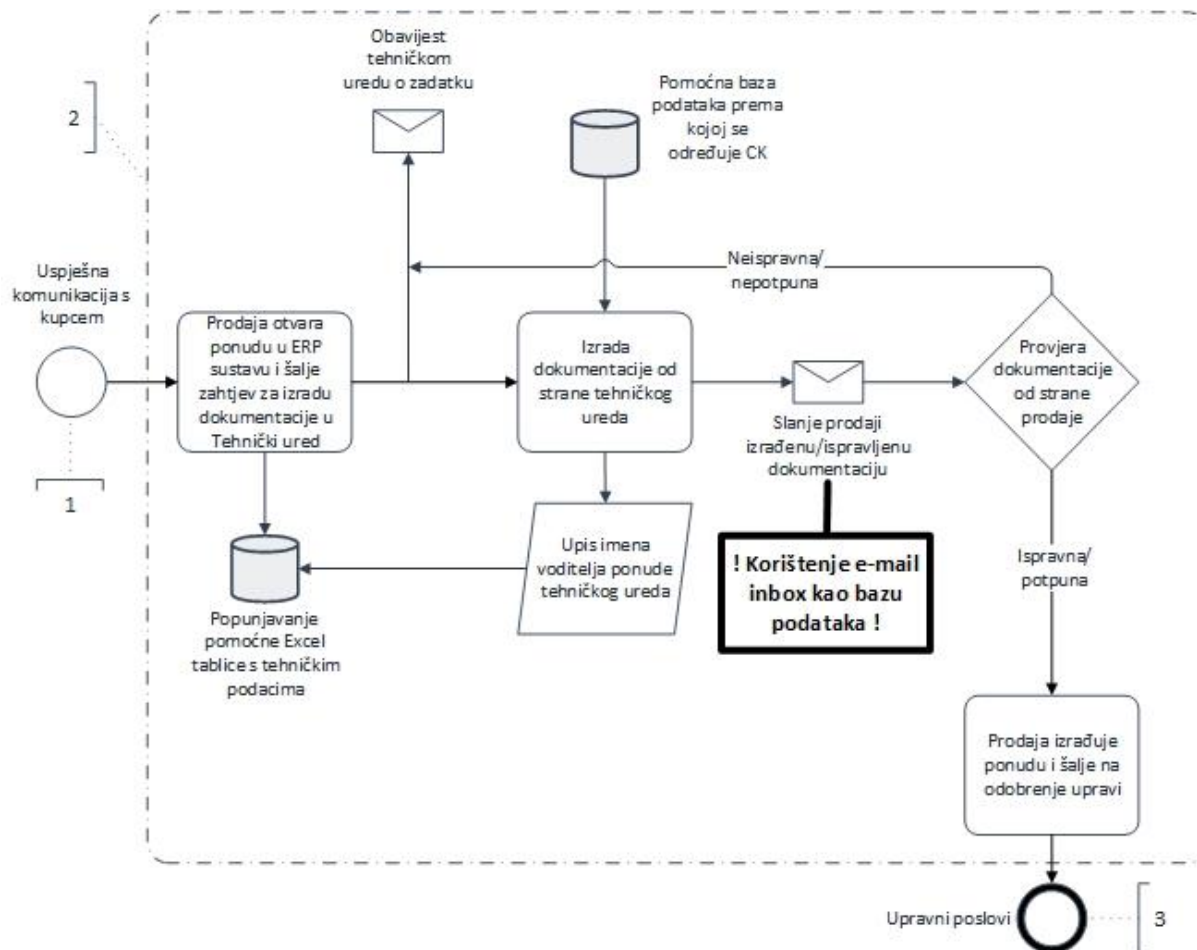 Obavijest
tehničkom
uredu o zadatku
Pomoćna baza
podataka prema
kojoj se
određuje CK
2
Uspješna
komunikacija s
kupcem
Neispravna/
nepotpuna
Prodaja otvara
ponudu u ERP
sustavu i šalje
zahtjev za izradu
dokumentacije u
Tehnički ured
Izrada
dokumentacije od
strane tehničkog
ureda
Provjera
dokumentacije
od strane
prodaje
Slanje prodaji
izrađenu/ispravljenu
dokumentaciju
1
Upis imena
voditelja ponude
tehničkog ureda
! Korištenje e-mail
inbox kao bazu
podataka !
Ispravna/
potpuna
Popunjavanje
pomoćne Excel
tablice s tehničkim
podacima
Prodaja izrađuje
ponudu i šalje na
odobrenje upravi
Upravni poslovi
3